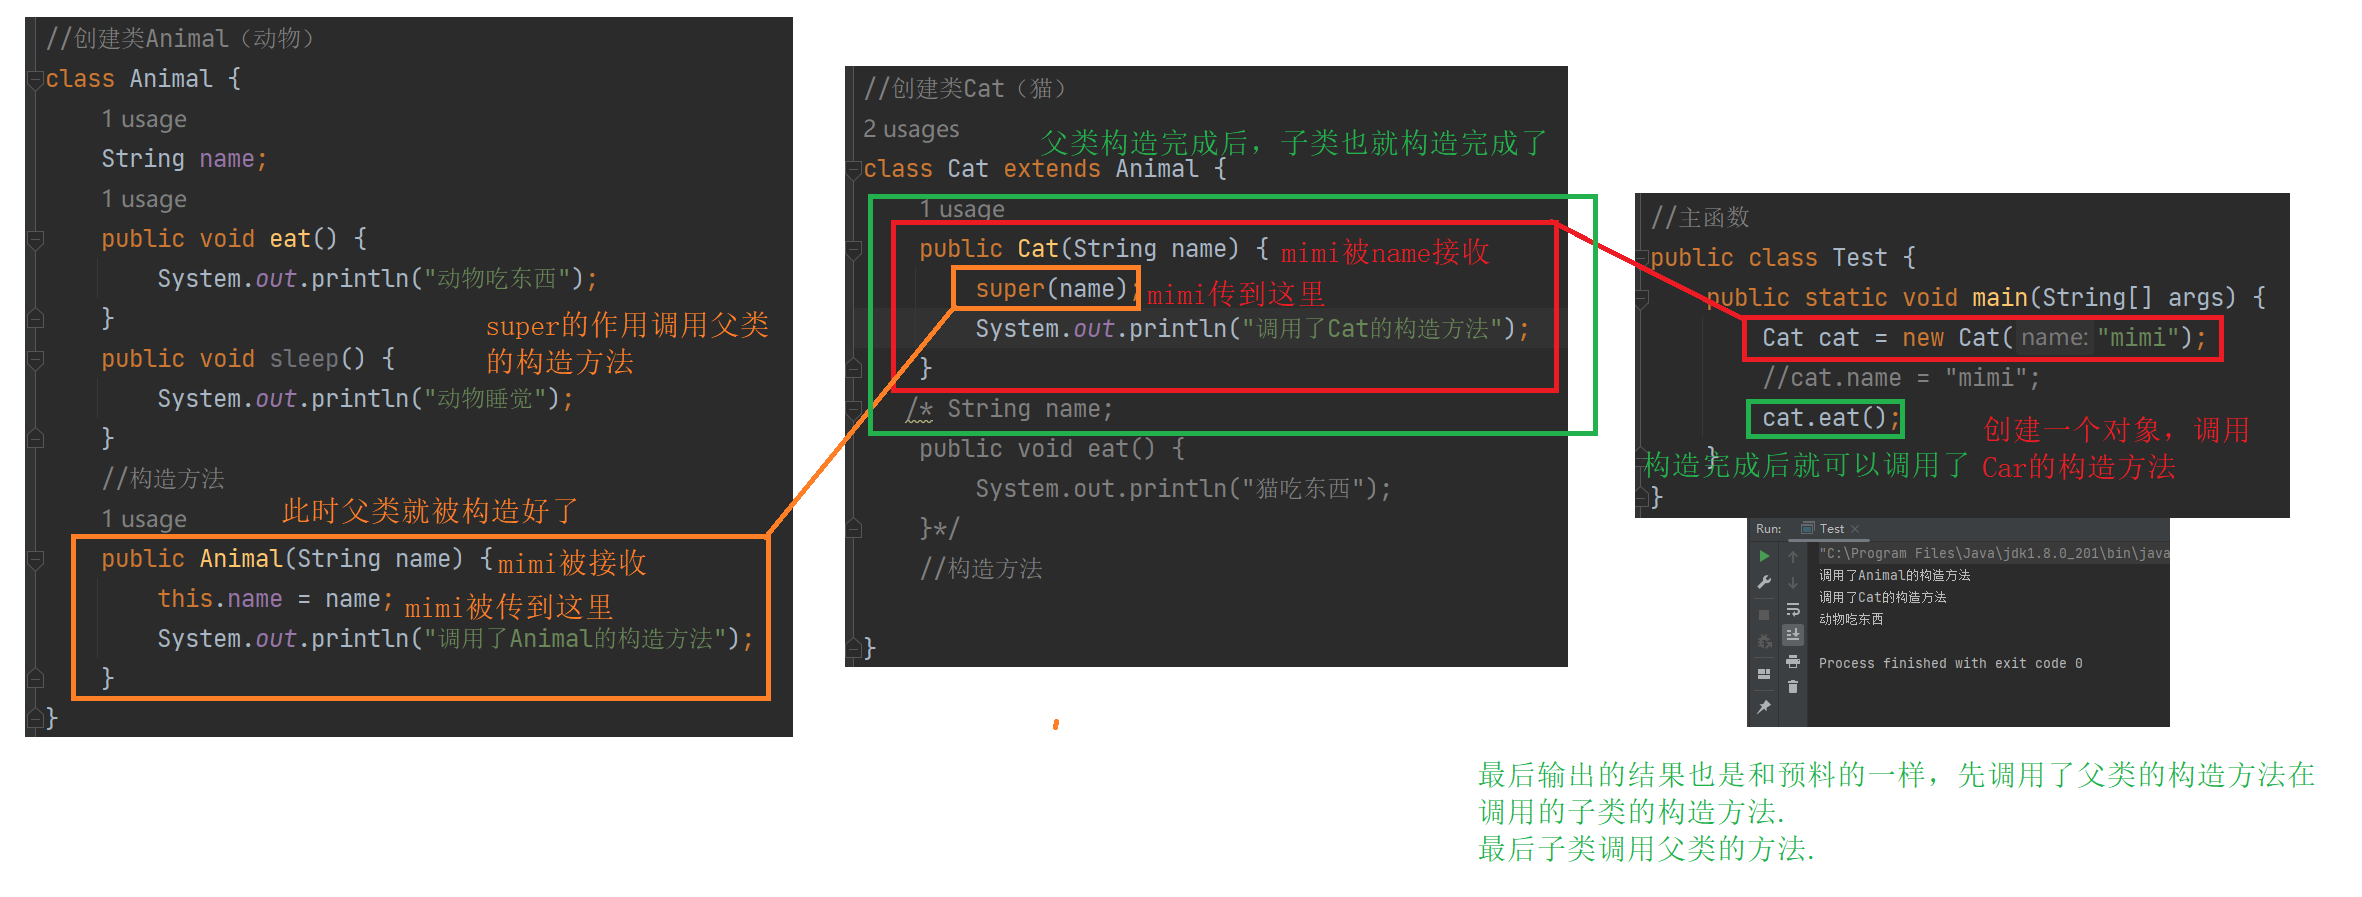 //创建类Animal（动物）
class Animal {
1 usage
String name;
1 usage
public void eat() {
System.out.println("动物吃东西");
}
super的作用调用父类
的构造方法
public void sleep() {
System.out.println("动物睡觉");
}
//构造方法
此时父类就被构造好了
1 usage
public Animal(String name) {
mimi被接收
this.name = name;
mimi被传到这里
System.out.println("调用了Animal的构造方法");
}
}
//创建类Cat（猫）
2 usages
父类构造完成后，子类也就构造完成了
class Cat extends Animal {
1 usage
public Cat(String name) {
mimi被name接收
super(name);
mimi传到这里
System.out.println("调用了Cat的构造方法");
}
/* String name;
public void eat() {
System.out.println("猫吃东西");
}*/
//构造方法
}
//主函数
public class Test {
public static void main(String[] args) {
Cat cat = new Cat( name: "mimi");
//cat.name = "mimi";
cat.eat();
创建一个对象，调用
Car的构造方法
构造完成后就可以调用了
}
}
Run: Test
"C:\Program Files\Java\jdk1.8.0_201\bin\java
调用了Animal的构造方法
调用了Cat的构造方法
动物吃东西
Process finished with exit code 0
最后输出的结果也是和预料的一样，先调用了父类的构造方法在
调用的子类的构造方法.
最后子类调用父类的方法.